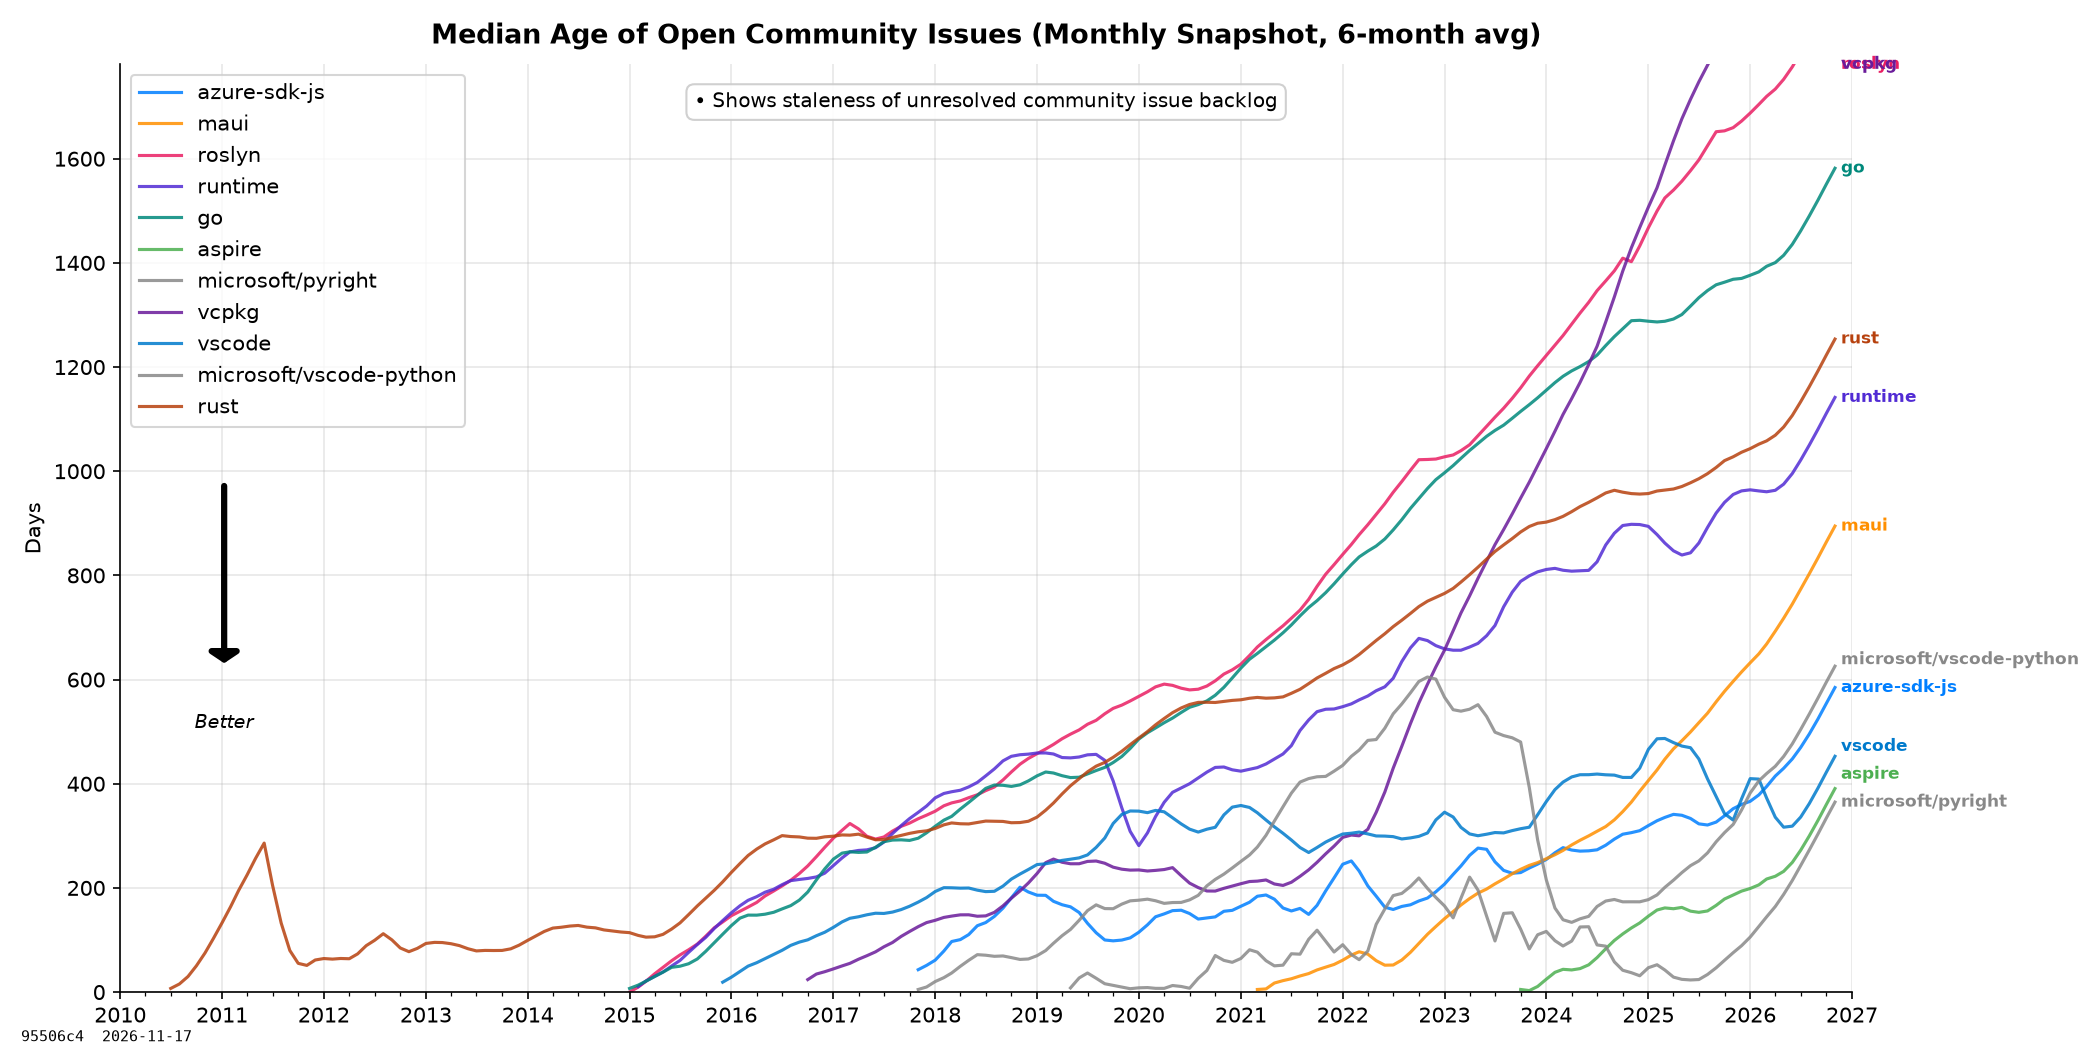 Median Age of Open Community Issues (Monthly Snapshot, 6-month avg)
• Shows staleness of unresolved community issue backlog
azure-sdk-js
maui
roslyn
runtime
go
aspire
microsoft/pyright
vcpkg
vscode
microsoft/vscode-python
rust
Better
Days
1600
1400
1200
1000
800
600
400
200
0
2010 2011 2012 2013 2014 2015 2016 2017 2018 2019 2020 2021 2022 2023 2024 2025 2026 2027
vcpkg
go
rust
runtime
maui
microsoft/vscode-python
azure-sdk-js
vscode
aspire
microsoft/pyright
95506c4 2026-11-17